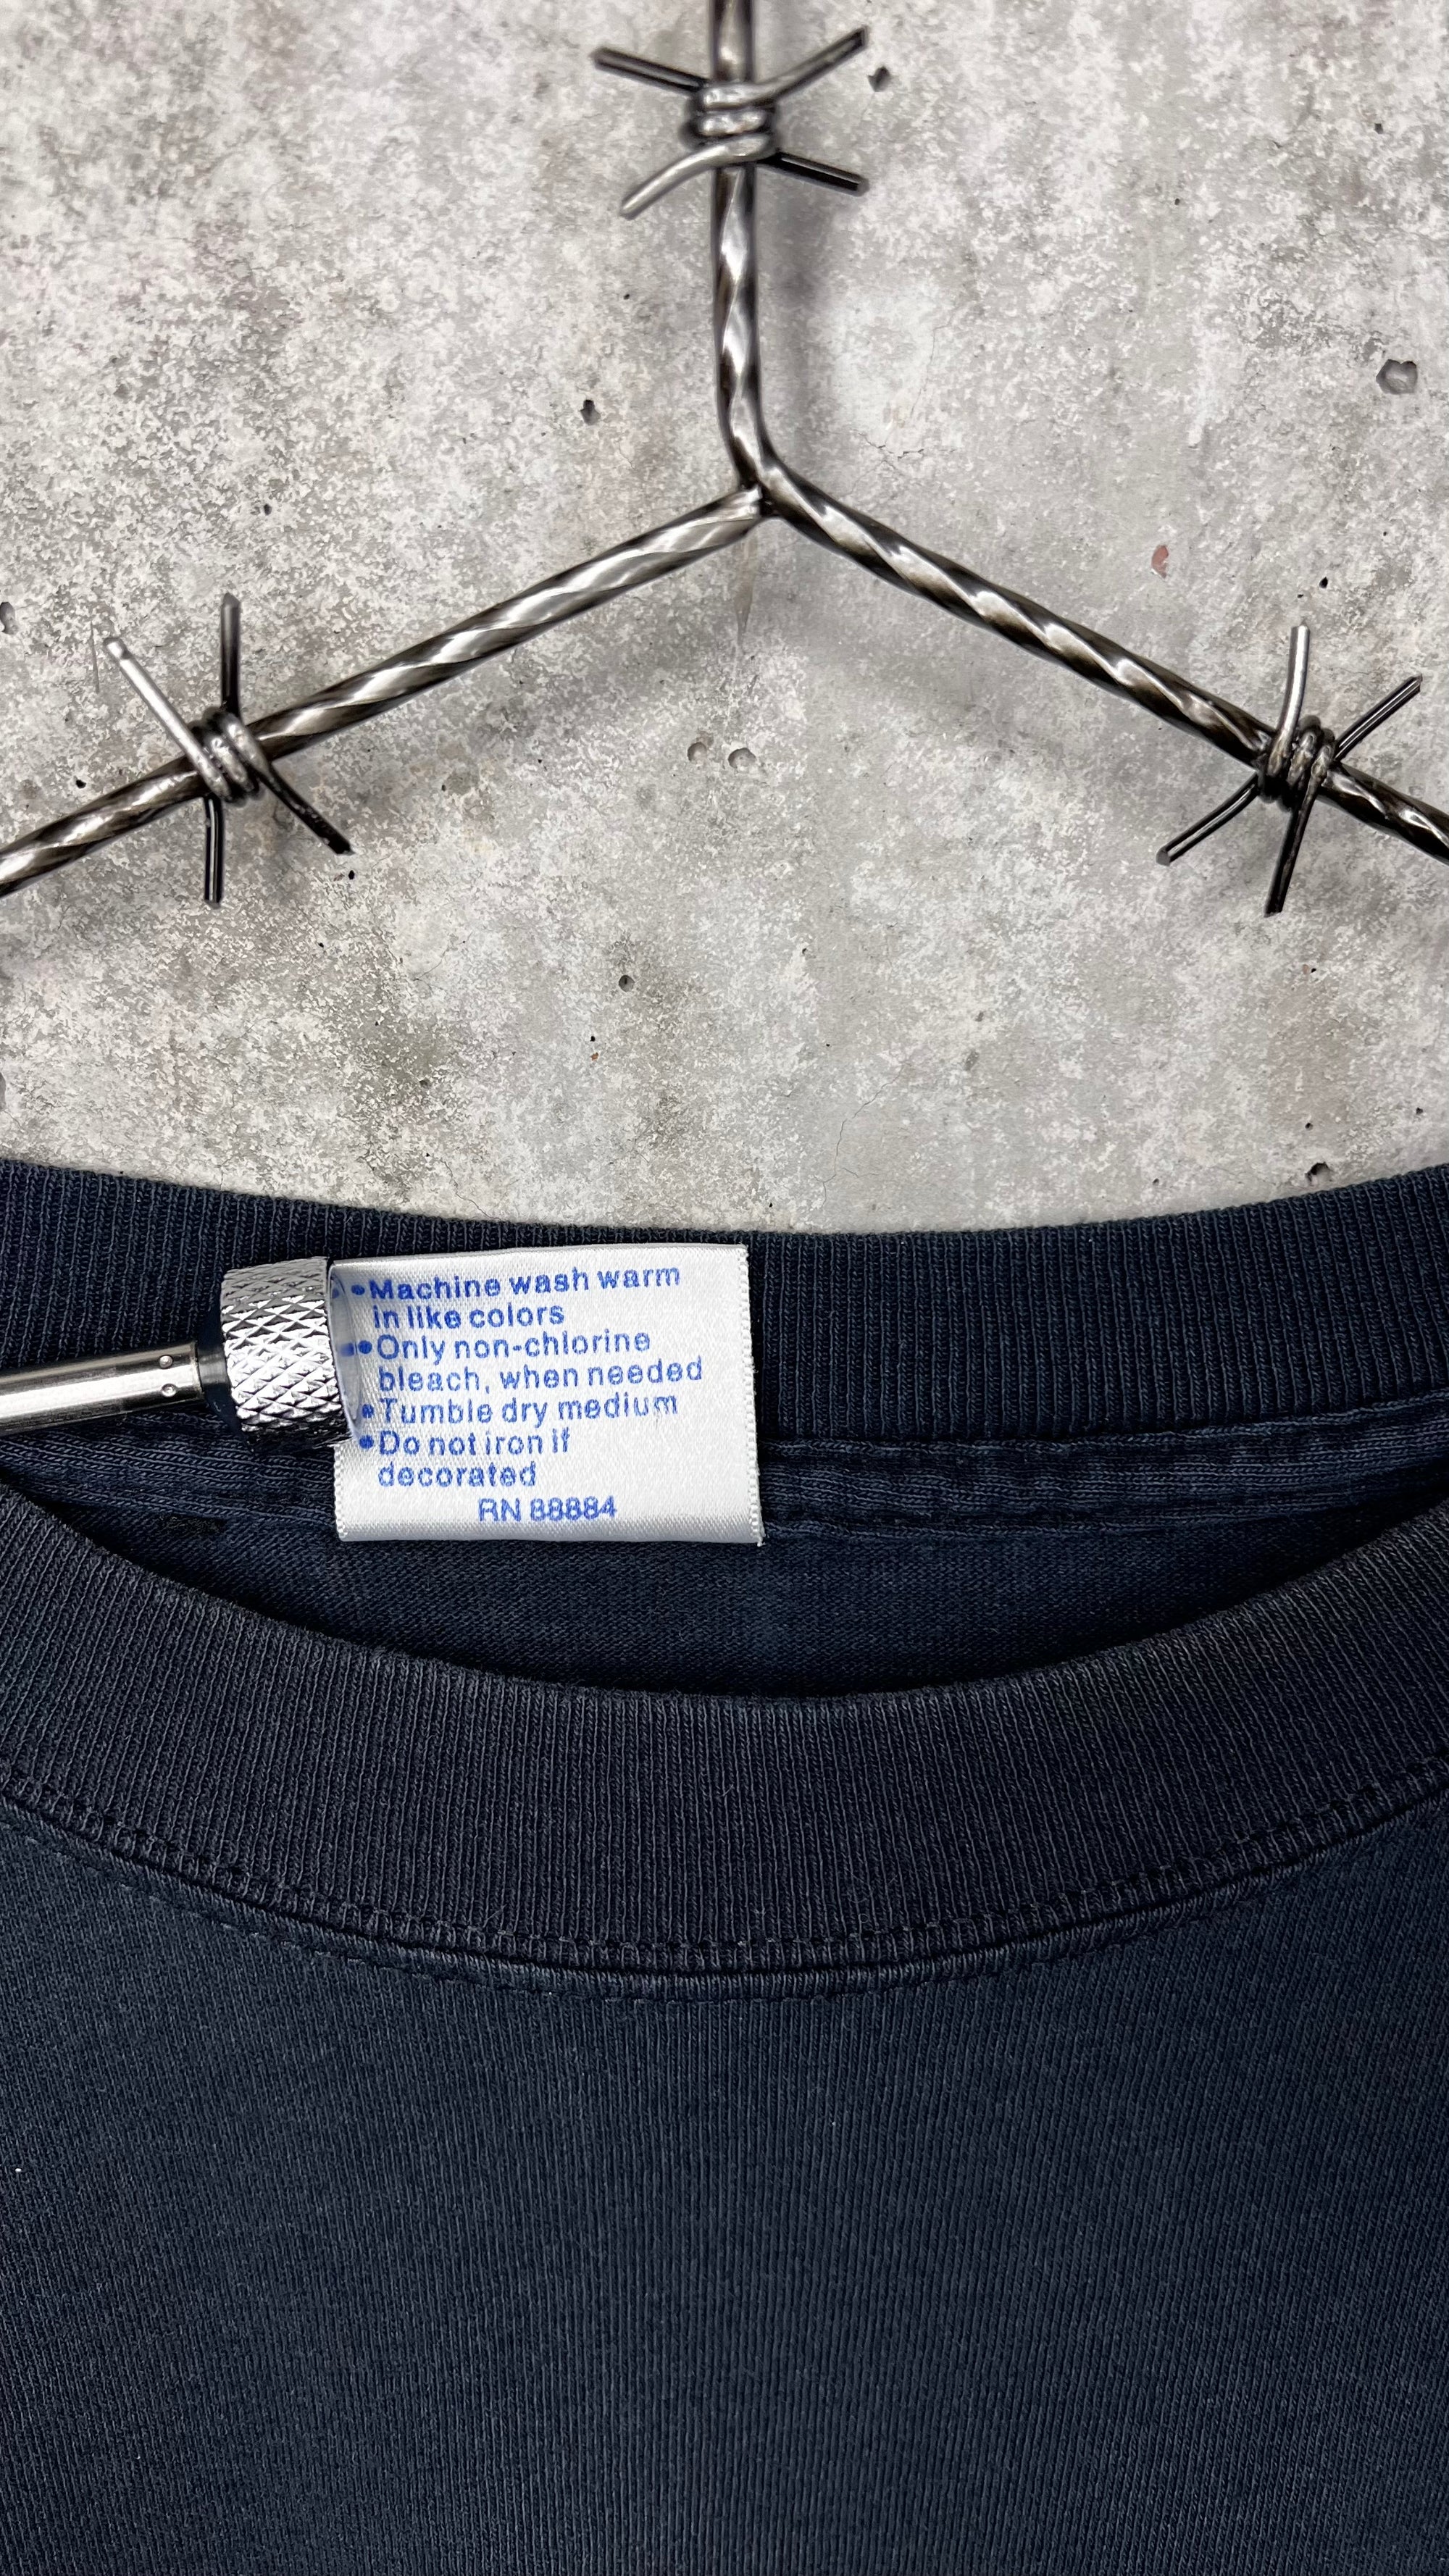 •Machine wash warm
in like colors
•Only non-chlorine
bleach, when needed
•Tumble dry medium
•Do not iron if
decorated
RN 88884